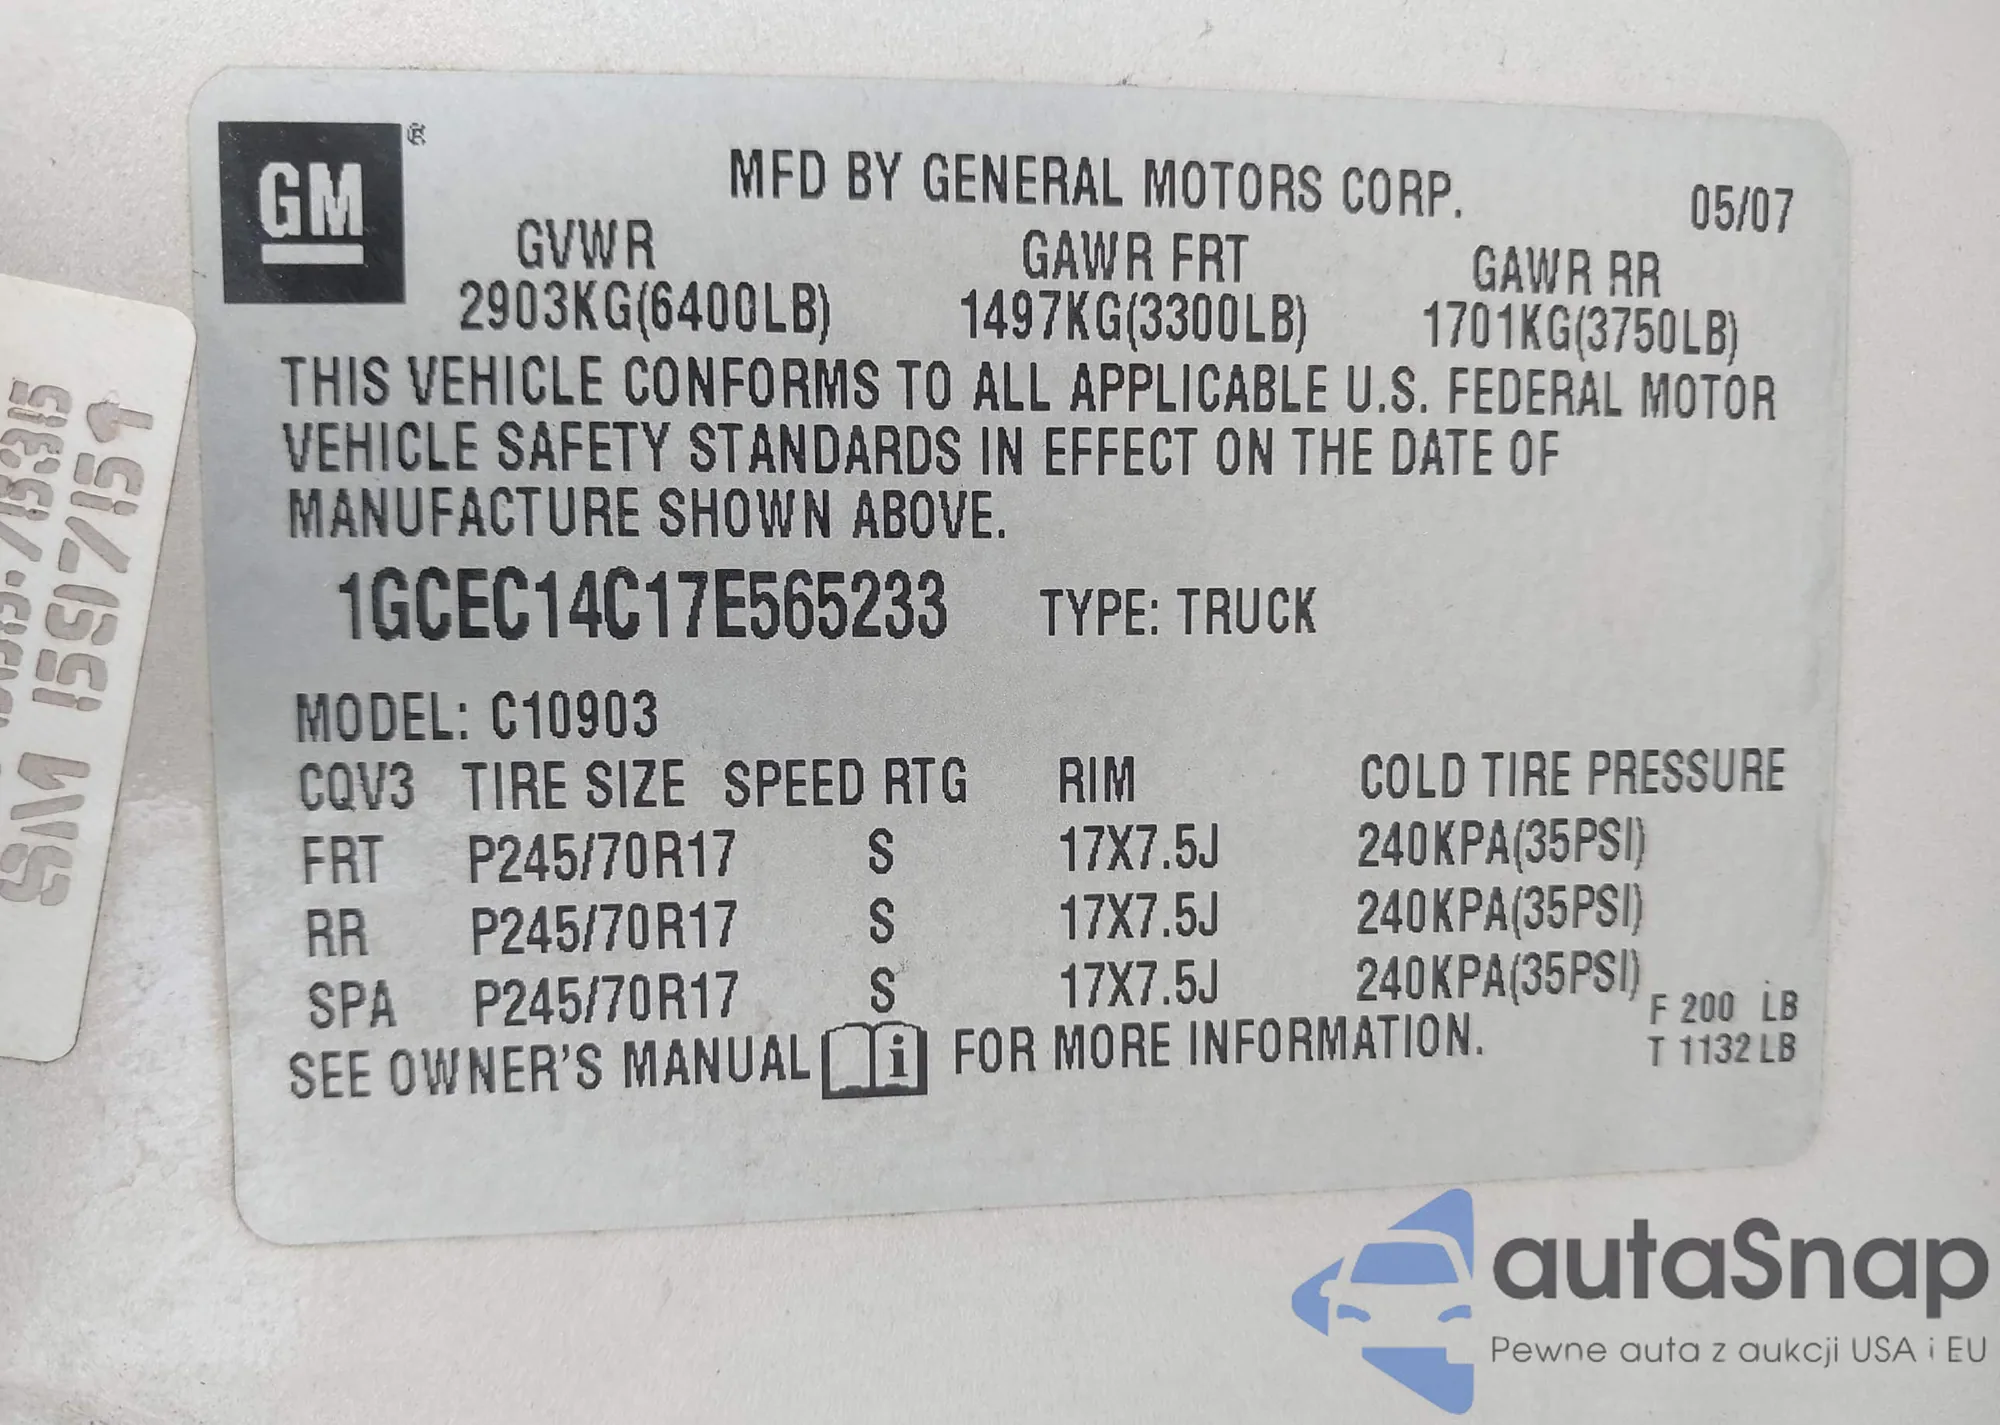 GM®
MFD BY GENERAL MOTORS CORP.
05/07
GVWR GAWR FRT GAWR RR
2903KG(6400LB) 1497KG(3300LB) 1701KG(3750LB)
THIS VEHICLE CONFORMS TO ALL APPLICABLE U.S. FEDERAL MOTOR
VEHICLE SAFETY STANDARDS IN EFFECT ON THE DATE OF
MANUFACTURE SHOWN ABOVE.
1GCEC14C17E565233 TYPE: TRUCK
MODEL: C10903
CQV3 TIRE SIZE SPEED RTG RIM COLD TIRE PRESSURE
FRT P245/70R17 S 17X7.5J 240KPA(35PSI)
RR P245/70R17 S 17X7.5J 240KPA(35PSI)
SPA P245/70R17 S 17X7.5J 240KPA(35PSI)
F 200 LB
T 1132 LB
SEE OWNER'S MANUAL i FOR MORE INFORMATION.
autaSnap
Pewne auta z aukcji USA i EU